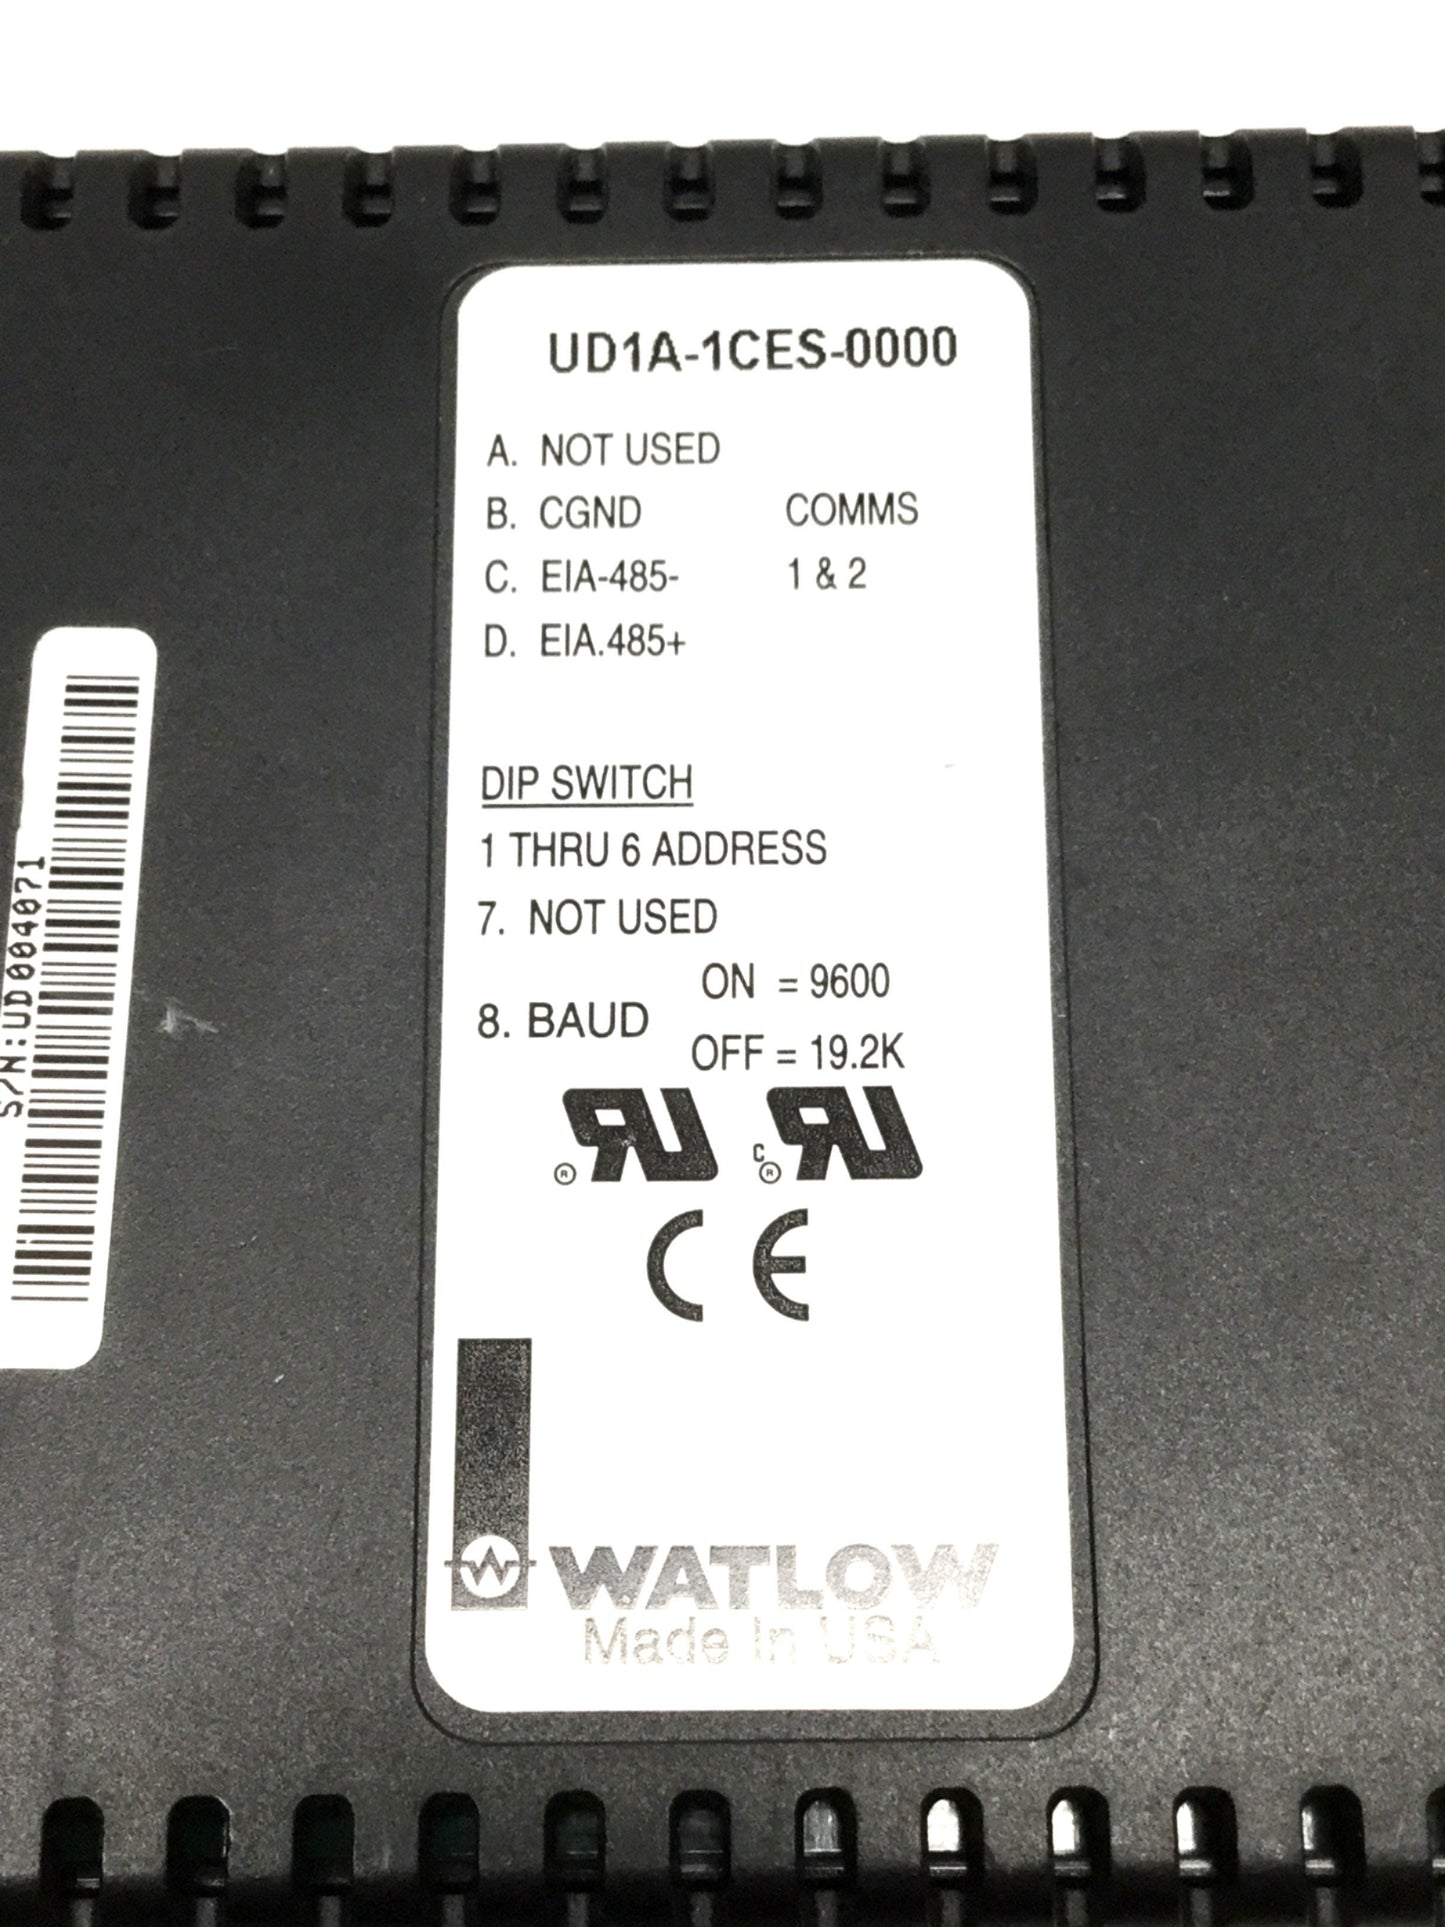 UD1A-1CES-0000
A. NOT USED
B. CGND COMMS
C. EIA-485- 1 & 2
D. EIA.485+
DIP SWITCH
1 THRU 6 ADDRESS
7. NOT USED
8. BAUD ON = 9600
OFF = 19.2K
WATLOW
Made In USA
S/N:UD004071